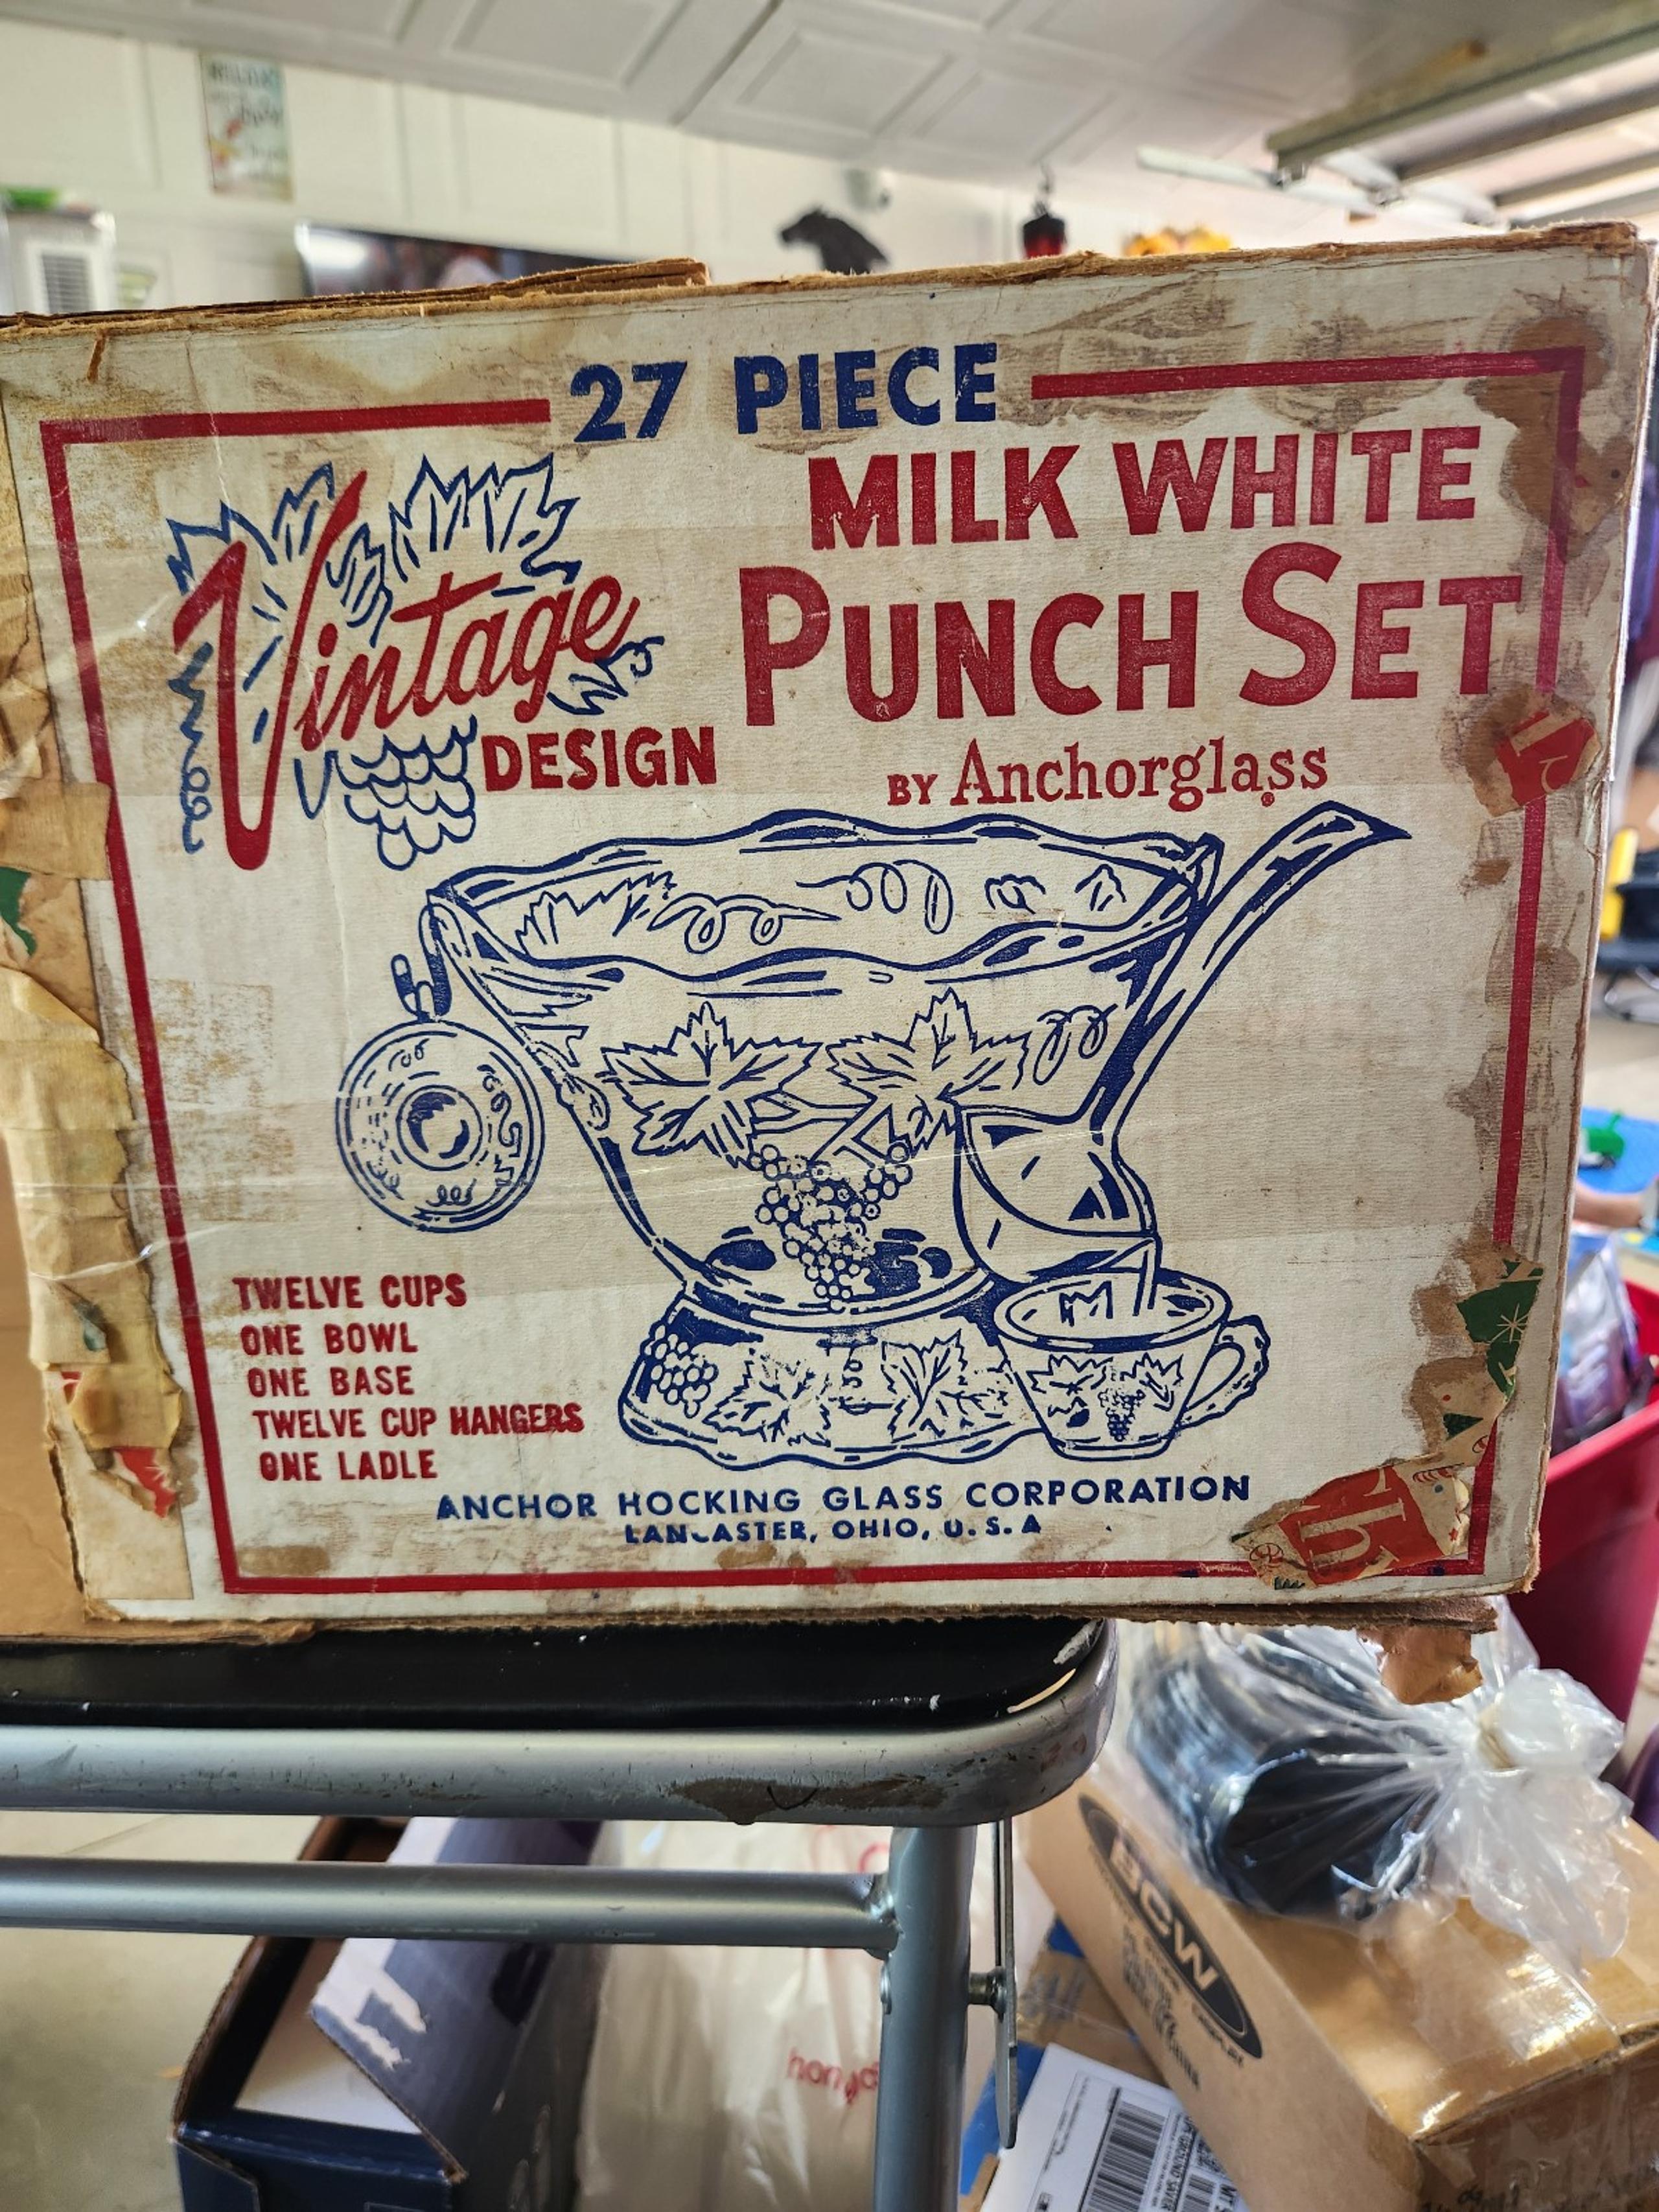 27 PIECE
MILK WHITE
PUNCH SET
Vintage
DESIGN
BY Anchorglass
TWELVE CUPS
ONE BOWL
ONE BASE
TWELVE CUP HANGERS
ONE LADLE
ANCHOR HOCKING GLASS CORPORATION
LANCASTER, OHIO, U.S.A
BCW